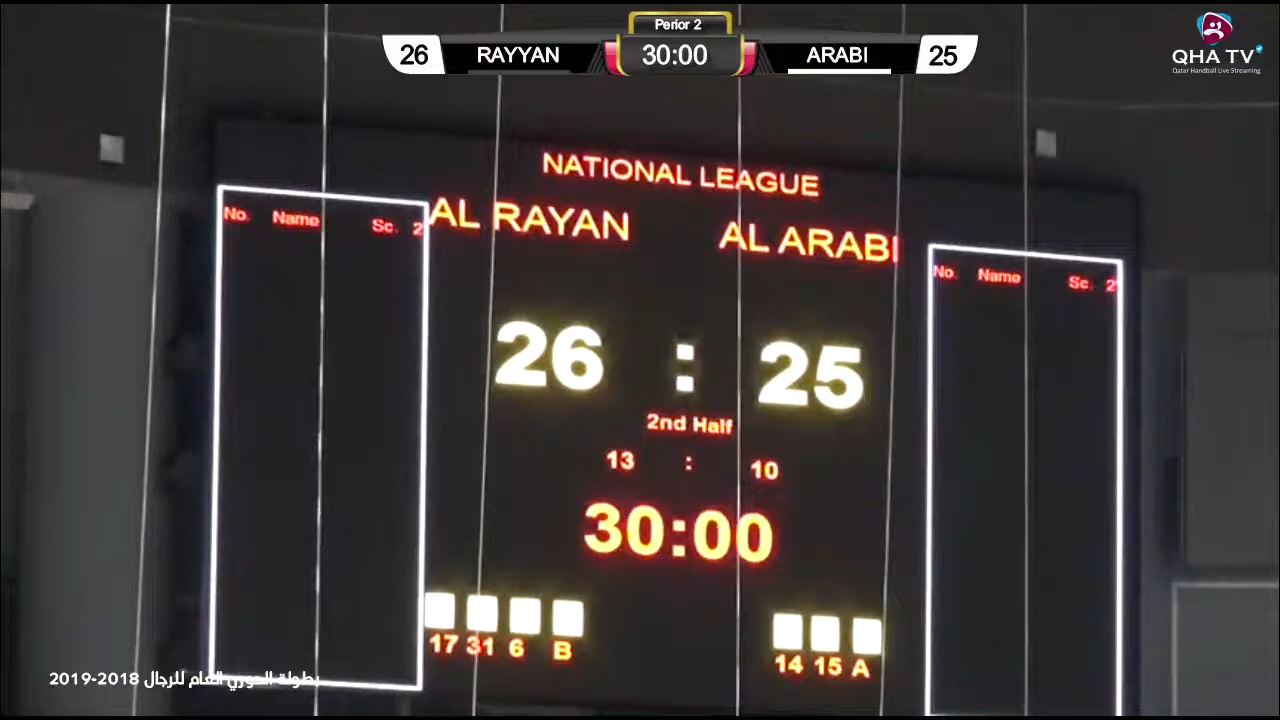 Perior 2
26 RAYYAN 30:00 ARABI 25
QHA TV
Qatar Handball Live Streaming
NATIONAL LEAGUE
AL RAYAN AL ARABI
No. Name Sc. 2
No. Name Sc. 2
26 : 25
2nd Half
13 : 10
30:00
17 31 6 B
14 15 A
بطولة الدوري العام للرجال 2018-2019